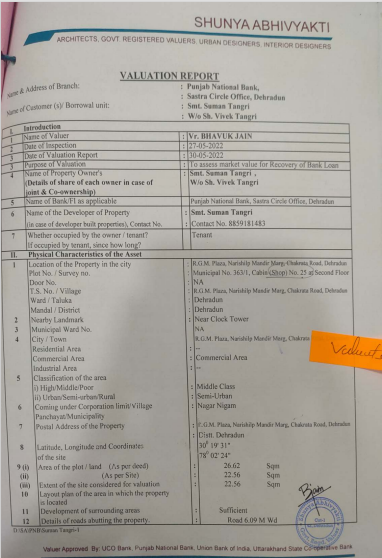 SHUNYA ABHIVYAKTI
ARCHITECTS, GOVT. REGISTERED VALUERS, URBAN DESIGNERS, INTERIOR DESIGNERS
VALUATION REPORT
Name & Address of Branch: : Punjab National Bank,
: Sastra Circle Office, Dehradun
Name of Customer (s)/ Borrowal unit: : Smt. Suman Tangri
: W/o Sh. Vivek Tangri
I. Introduction
1 Name of Valuer Vr. BHAVUK JAIN
2 Date of Inspection 27-05-2022
3 Date of Valuation Report 30-05-2022
Purpose of Valuation : To assess market value for Recovery of Bank Loan
4 Name of Property Owner's : Smt. Suman Tangri ,
(Details of share of each owner in case of W/o Sh. Vivek Tangri
joint & Co-ownership)
5 Name of Bank/FI as applicable Punjab National Bank, Sastra Circle Office, Dehradun
6 Name of the Developer of Property : Smt. Suman Tangri
(in case of developer built properties), Contact No. : Contact No. 8859181483
7 Whether occupied by the owner / tenant? : Tenant
If occupied by tenant, since how long?
II. Physical Characteristics of the Asset
Location of the Property in the city : R.G.M. Plaza, Narishilp Mandir Marg, Chakrata Road, Dehradun
Plot No. / Survey no. Municipal No. 363/1, Cabin (Shop) No. 25 at Second Floor
Door No. : NA
T.S. No. / Village R.G.M. Plaza, Narishilp Mandir Marg, Chakrata Road, Dehradun
Ward / Taluka : Dehradun
Mandal / District : Dehradun
2 Nearby Landmark : Near Clock Tower
3 Municipal Ward No. NA
4 City / Town : R.G.M. Plaza, Narishilp Mandir Marg, Chakrata
Residential Area : --
Commercial Area : Commercial Area
Industrial Area : --
5 Classification of the area
i) High/Middle/Poor : Middle Class
ii) Urban/Semi-urban/Rural : Semi-Urban
6 Coming under Corporation limit/Village : Nagar Nigam
Panchayat/Municipality
7 Postal Address of the Property : R.G.M. Plaza, Narishilp Mandir Marg, Chakrata Road, Dehradun
: Distt. Dehradun
8 Latitude, Longitude and Coordinates : 30° 19' 31"
of the site 78° 02' 24"
9 (i) Area of the plot / land (As per deed) : 26.62 Sqm
(ii) (As per Site) : 22.56 Sqm
(iii) Extent of the site considered for valuation : 22.56 Sqm
10 Layout plan of the area in which the property
is located
11 Development of surrounding areas : Sufficient
12 Details of roads abutting the property. : Road 6.09 M Wd
Valuer Approved By: UCO Bank, Punjab National Bank, Union Bank of India, Uttarakhand State Cooperative Bank